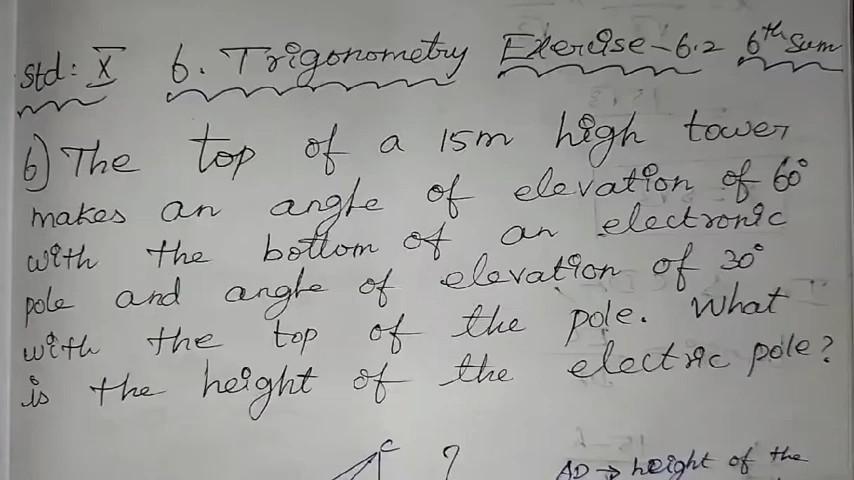 Std: X 6. Trigonometry Exercise-6.2 6th Sum
6) The top of a 15m high tower
makes an angle of elevation of 60°
with the bottom of an electronic
pole and angle of elevation of 30°
with the top of the pole. What
is the height of the electric pole?
C ?
AD → height of the